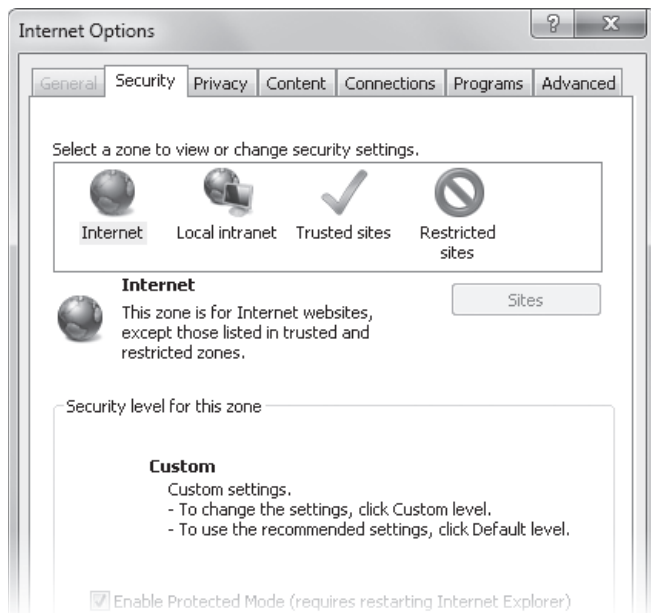 Internet Options
?
X
General Security Privacy Content Connections Programs Advanced
Select a zone to view or change security settings.
Internet Local intranet Trusted sites Restricted
sites
Internet
This zone is for Internet websites,
except those listed in trusted and
restricted zones.
Sites
Security level for this zone
Custom
Custom settings.
- To change the settings, click Custom level.
- To use the recommended settings, click Default level.
Enable Protected Mode (requires restarting Internet Explorer)